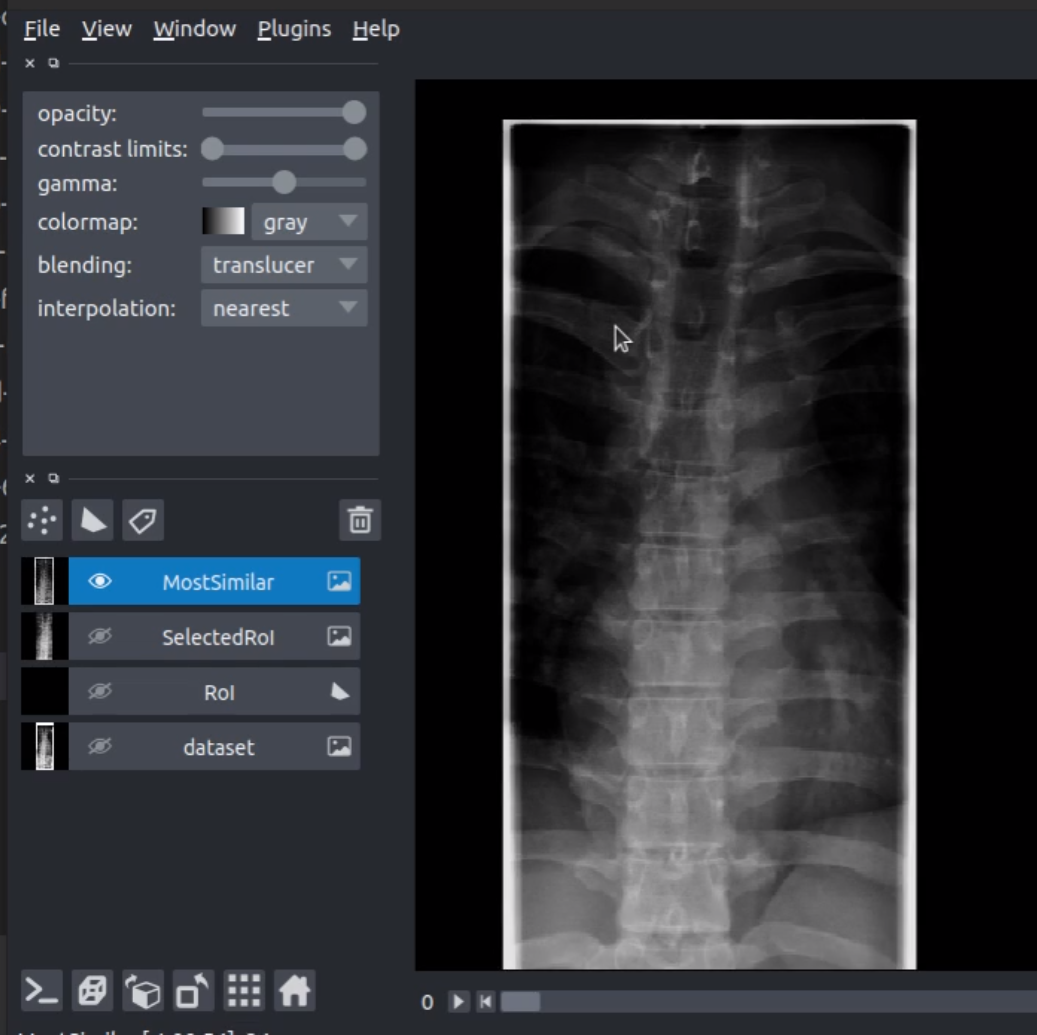 File View Window Plugins Help
opacity:
contrast limits:
gamma:
colormap: gray
blending: translucer
interpolation: nearest
MostSimilar
SelectedRoI
RoI
dataset
0